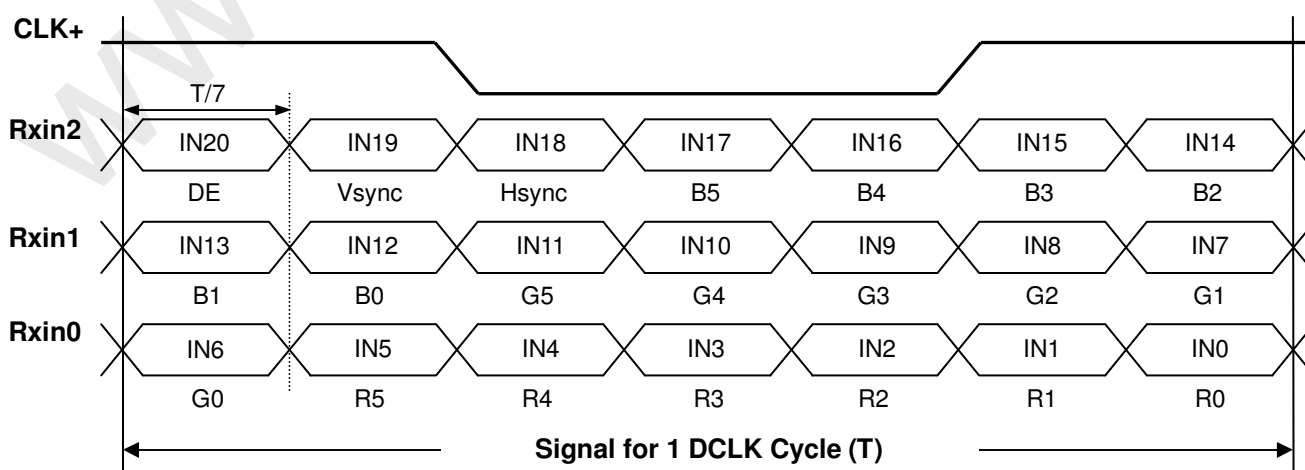 CLK+
T/7
Rxin2 IN20 IN19 IN18 IN17 IN16 IN15 IN14
DE Vsync Hsync B5 B4 B3 B2
Rxin1 IN13 IN12 IN11 IN10 IN9 IN8 IN7
B1 B0 G5 G4 G3 G2 G1
Rxin0 IN6 IN5 IN4 IN3 IN2 IN1 IN0
G0 R5 R4 R3 R2 R1 R0
Signal for 1 DCLK Cycle (T)